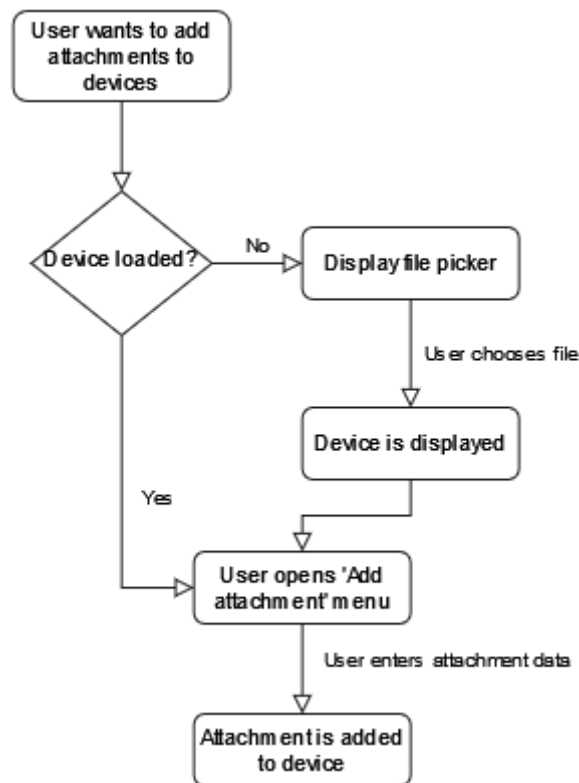 User wants to add
attachments to
devices
Device loaded?
No
Display file picker
User chooses file
Device is displayed
Yes
User opens 'Add
attachment' menu
User enters attachment data
Attachment is added
to device